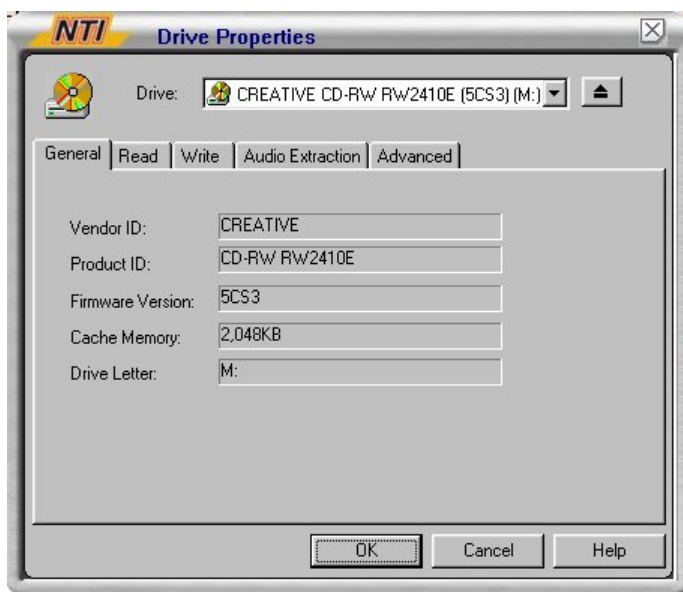 NTI Drive Properties
Drive: CREATIVE CD-RW RW2410E (5CS3) (M:)
General Read Write Audio Extraction Advanced
Vendor ID: CREATIVE
Product ID: CD-RW RW2410E
Firmware Version: 5CS3
Cache Memory: 2,048KB
Drive Letter: M:
OK Cancel Help